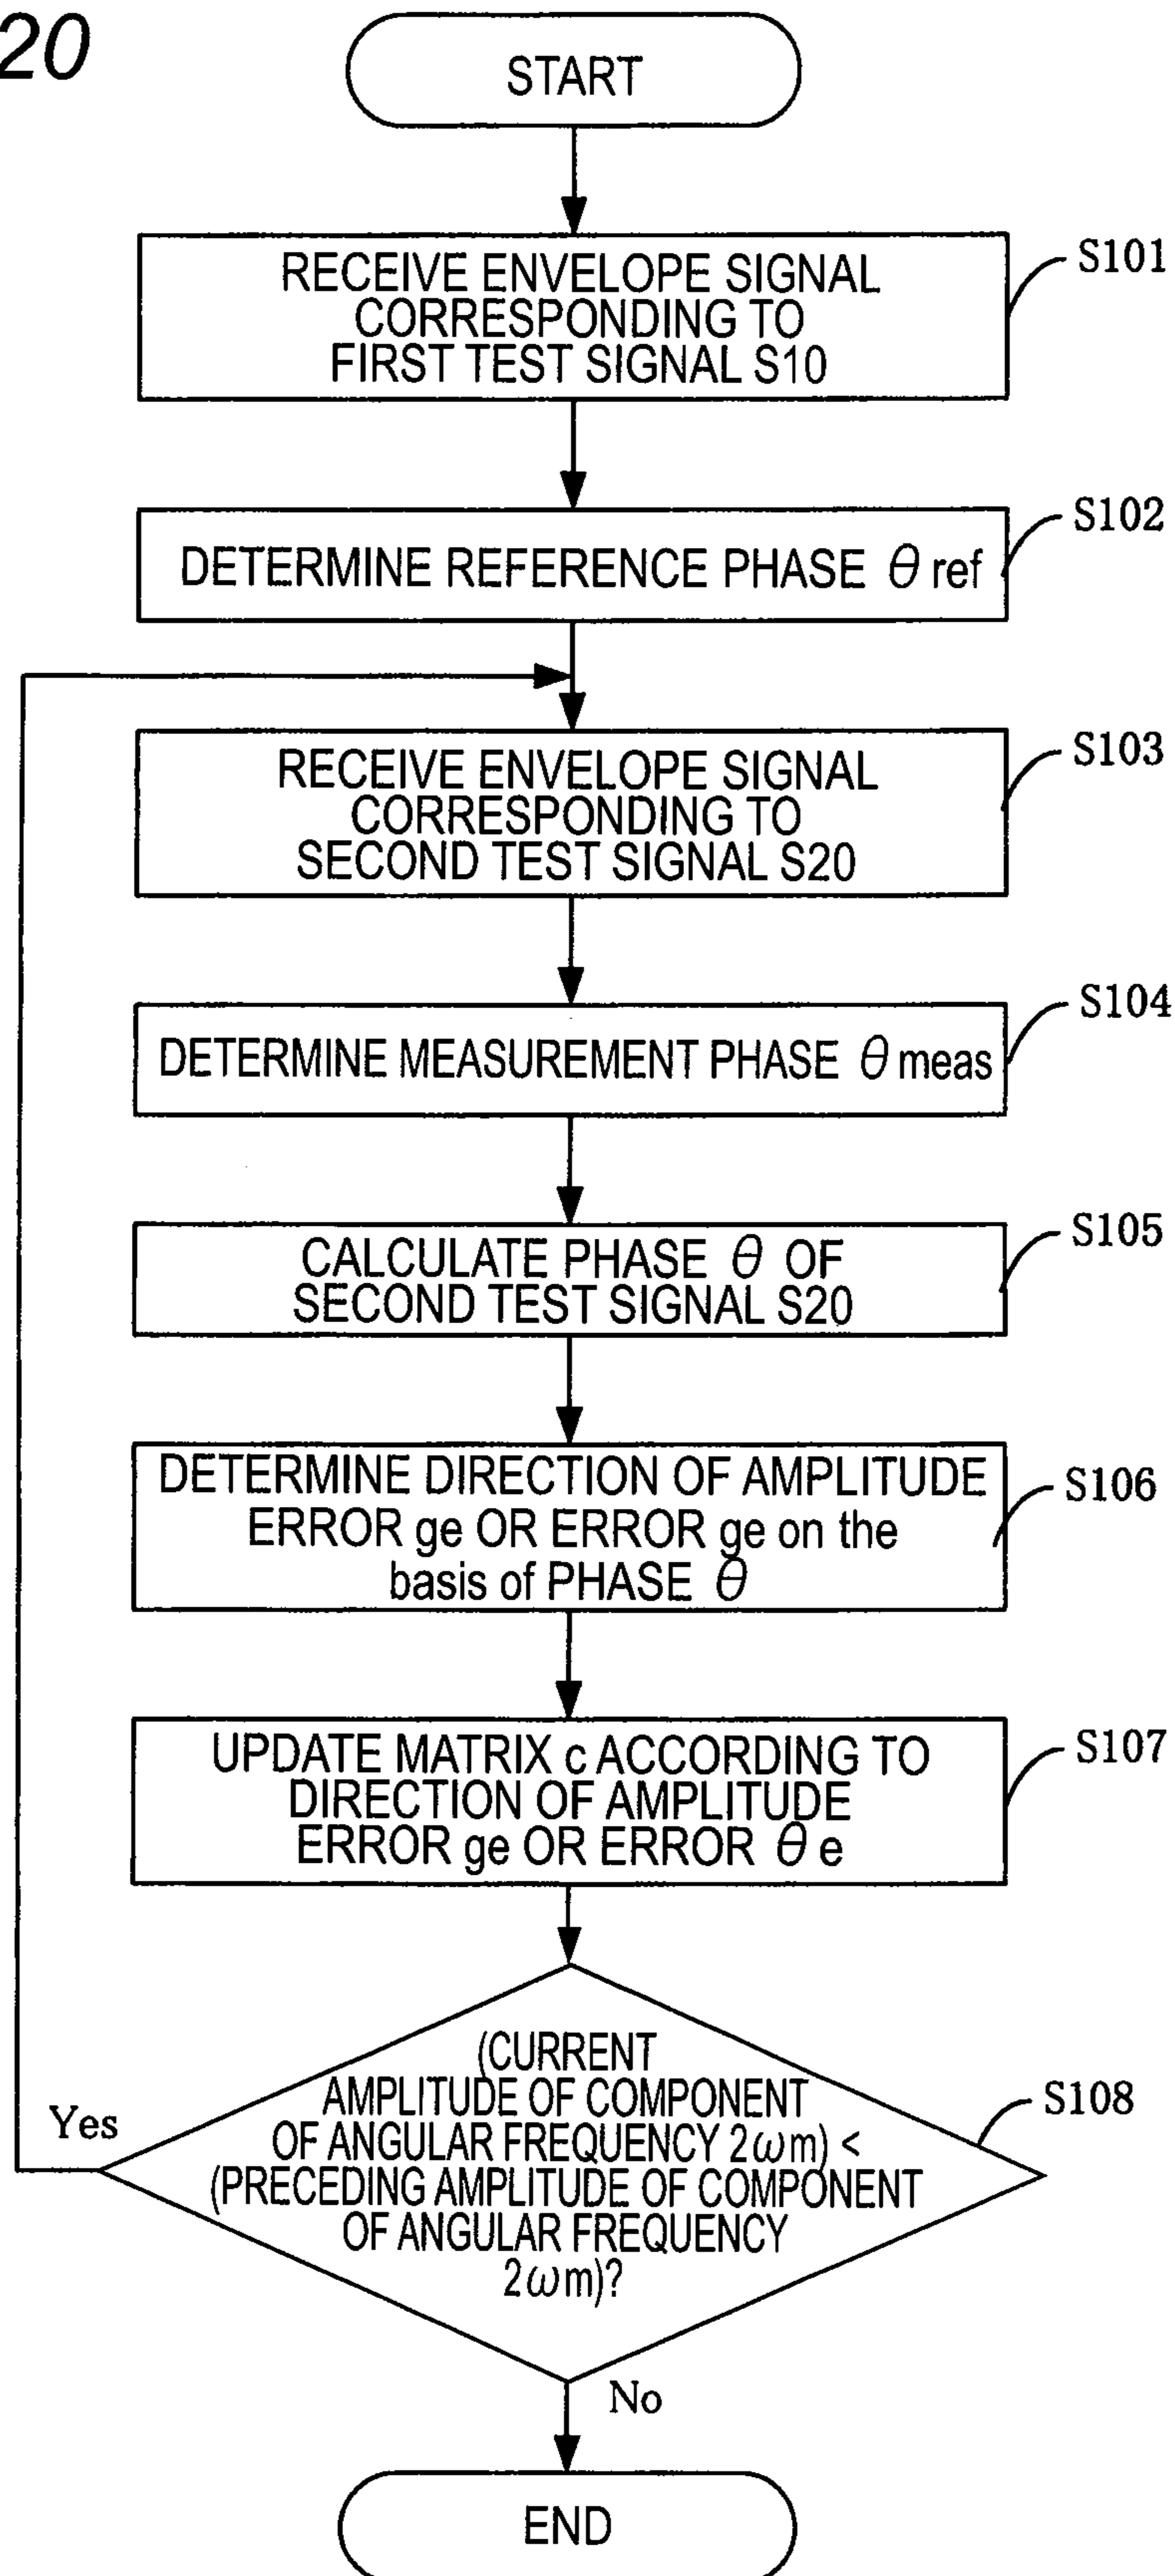 20
START
RECEIVE ENVELOPE SIGNAL
CORRESPONDING TO
FIRST TEST SIGNAL S10
S101
DETERMINE REFERENCE PHASE θ ref
S102
RECEIVE ENVELOPE SIGNAL
CORRESPONDING TO
SECOND TEST SIGNAL S20
S103
DETERMINE MEASUREMENT PHASE θ meas
S104
CALCULATE PHASE θ OF
SECOND TEST SIGNAL S20
S105
DETERMINE DIRECTION OF AMPLITUDE
ERROR ge OR ERROR ge on the
basis of PHASE θ
S106
UPDATE MATRIX c ACCORDING TO
DIRECTION OF AMPLITUDE
ERROR ge OR ERROR θ e
S107
(CURRENT
AMPLITUDE OF COMPONENT
OF ANGULAR FREQUENCY 2ωm) <
(PRECEDING AMPLITUDE OF COMPONENT
OF ANGULAR FREQUENCY
2ωm)?
S108
Yes
No
END